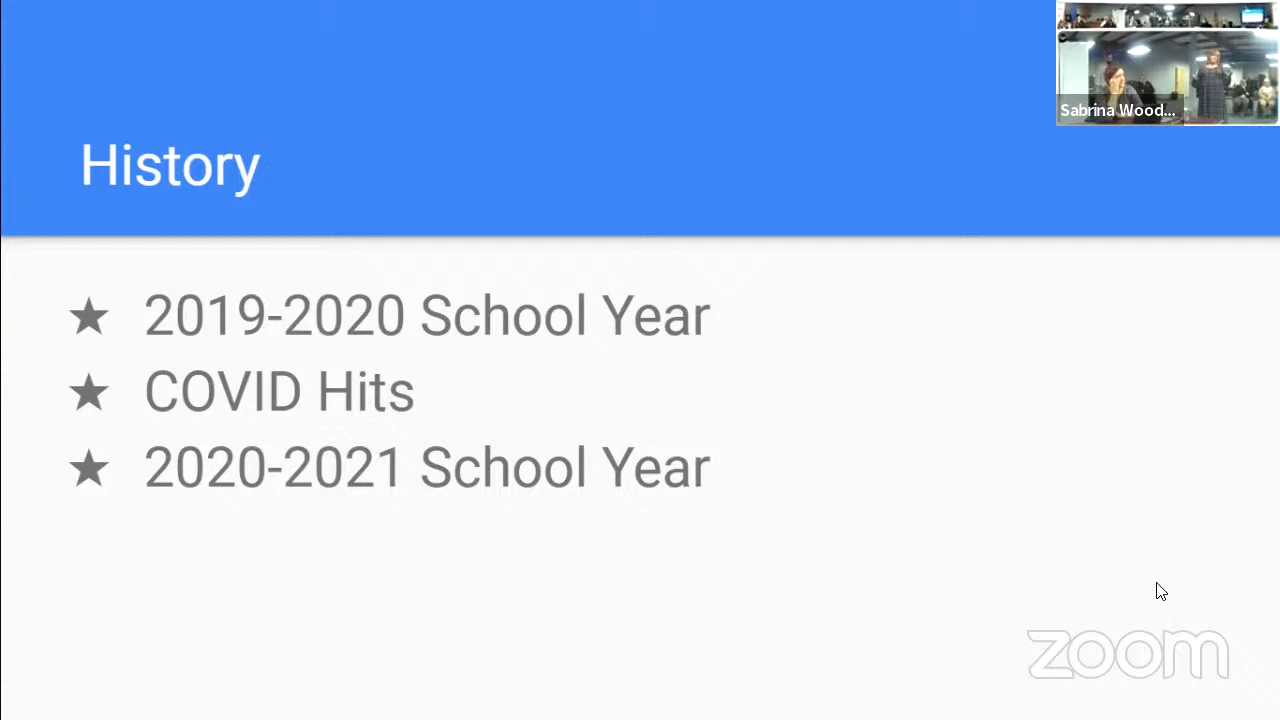 Sabrina Wood...
History
★ 2019-2020 School Year
★ COVID Hits
★ 2020-2021 School Year
zoom